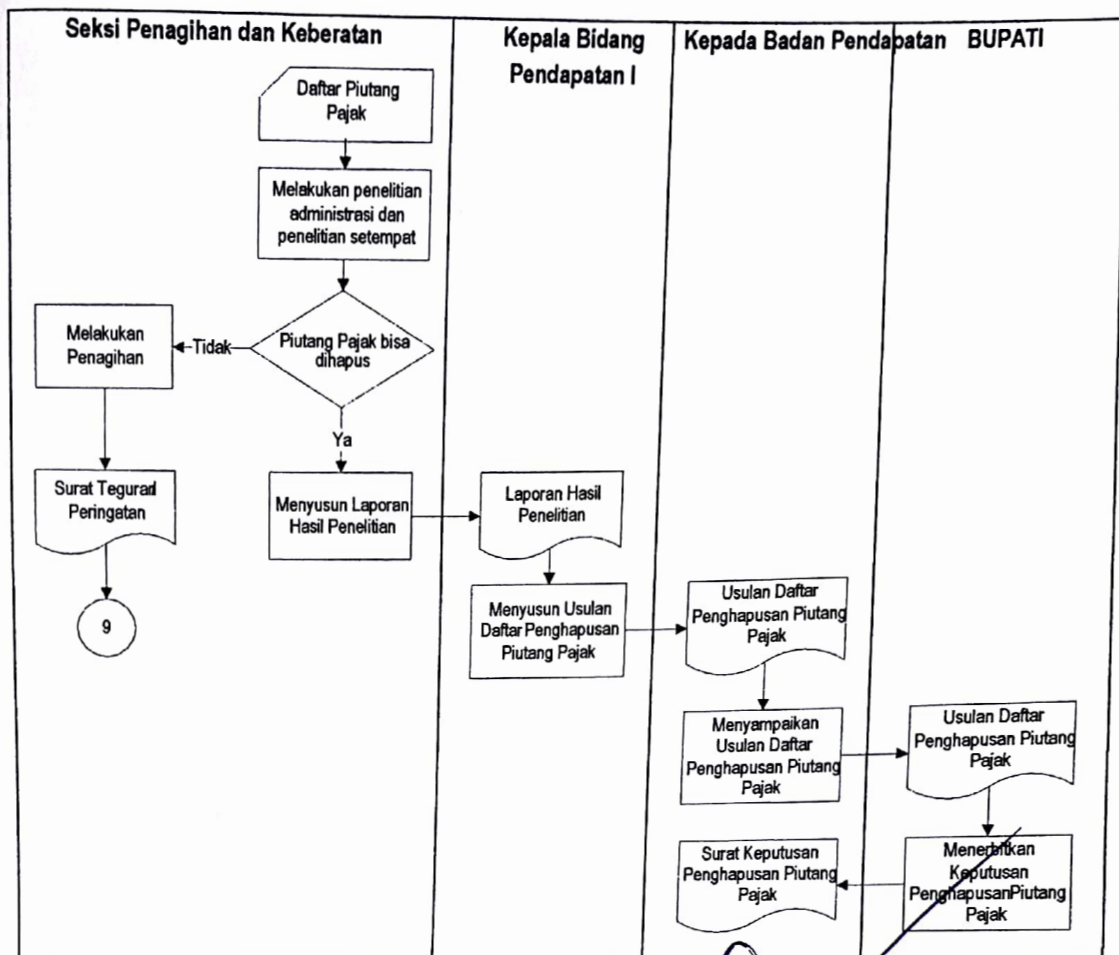 Seksi Penagihan dan Keberatan
Kepala Bidang
Pendapatan I
Kepada Badan Pendapatan
BUPATI
Daftar Piutang
Pajak
Melakukan penelitian
administrasi dan
penelitian setempat
Piutang Pajak bisa
dihapus
Tidak
Melakukan
Penagihan
Ya
Surat Tegurad
Peringatan
9
Menyusun Laporan
Hasil Penelitian
Laporan Hasil
Penelitian
Menyusun Usulan
Daftar Penghapusan
Piutang Pajak
Usulan Daftar
Penghapusan Piutang
Pajak
Menyampaikan
Usulan Daftar
Penghapusan Piutang
Pajak
Usulan Daftar
Penghapusan Piutang
Pajak
Menerbitkan
Keputusan
PenghapusanPiutang
Pajak
Surat Keputusan
Penghapusan Piutang
Pajak